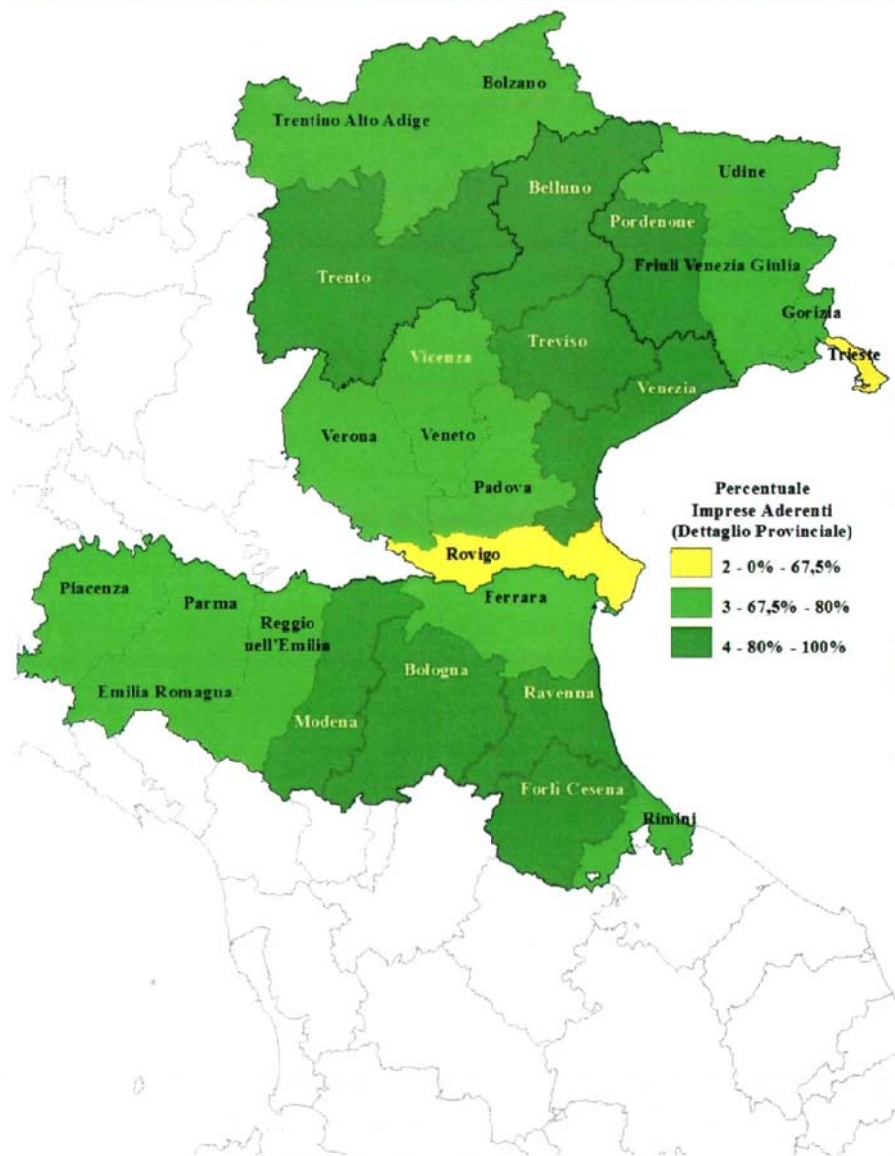 Bolzano
Trentino Alto Adige
Udine
Belluno
Pordenone
Friuli Venezia Giulia
Trento
Gorizia
Treviso
Trieste
Vicenza
Venezia
Verona
Veneto
Padova
Percentuale
Imprese Aderenti
(Dettaglio Provinciale)
2 - 0% - 67,5%
3 - 67,5% - 80%
4 - 80% - 100%
Rovigo
Piacenza
Parma
Ferrara
Reggio
nell'Emilia
Bologna
Emilia Romagna
Ravenna
Modena
Forlì-Cesena
Rimini